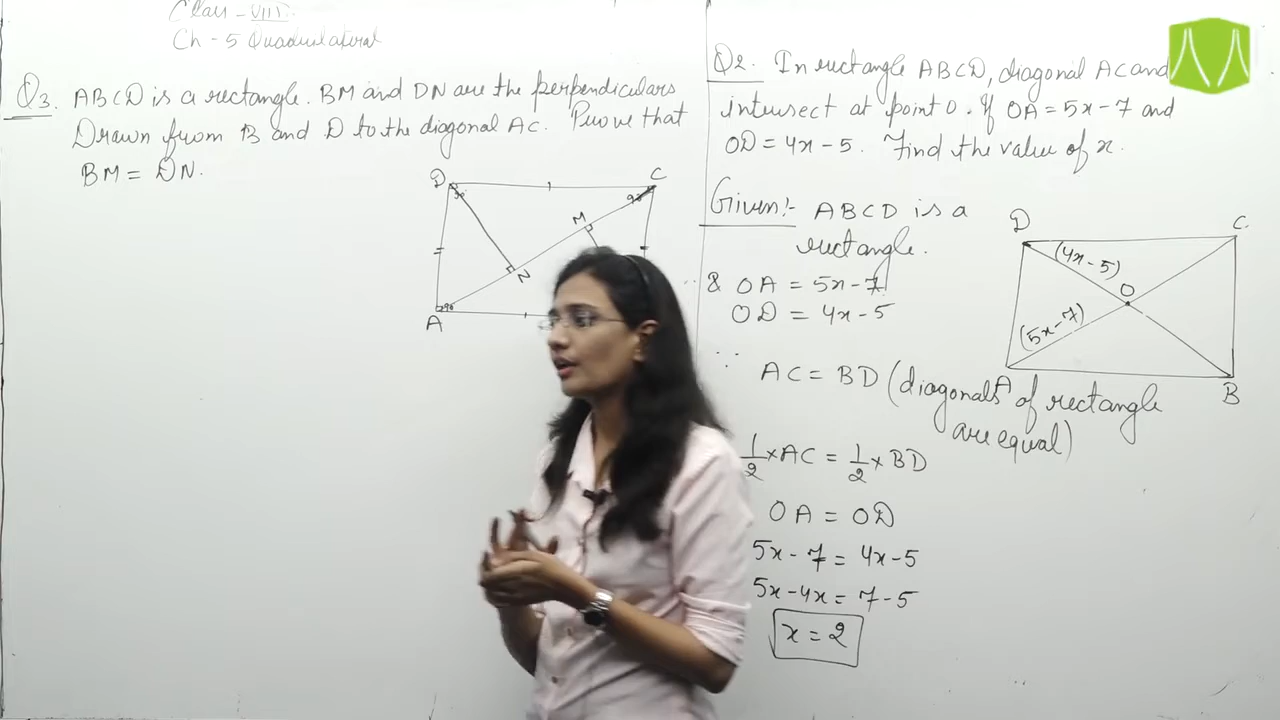 Class - VIII
Ch - 5 Quadrilateral
Q3. ABCD is a rectangle. BM and DN are the perpendiculars
Drawn from B and D to the diagonal AC. Prove that
BM = DN.
D
C
M
N
90
90
A
Q2. In rectangle ABCD, diagonal AC and
intersect at point O. If OA = 5x - 7 and
OD = 4x - 5. Find the value of x.
Given:- ABCD is a
rectangle.
& OA = 5x - 7
OD = 4x - 5
D
C
(4x - 5)
O
(5x - 7)
A
B
∵ AC = BD (diagonals of rectangle
are equal)
1/2 × AC = 1/2 × BD
OA = OD
5x - 7 = 4x - 5
5x - 4x = 7 - 5
x = 2